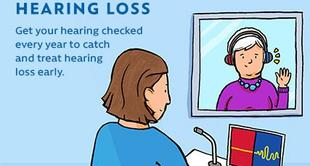 HEARING LOSS
Get your hearing checked
every year to catch
and treat hearing
loss early.